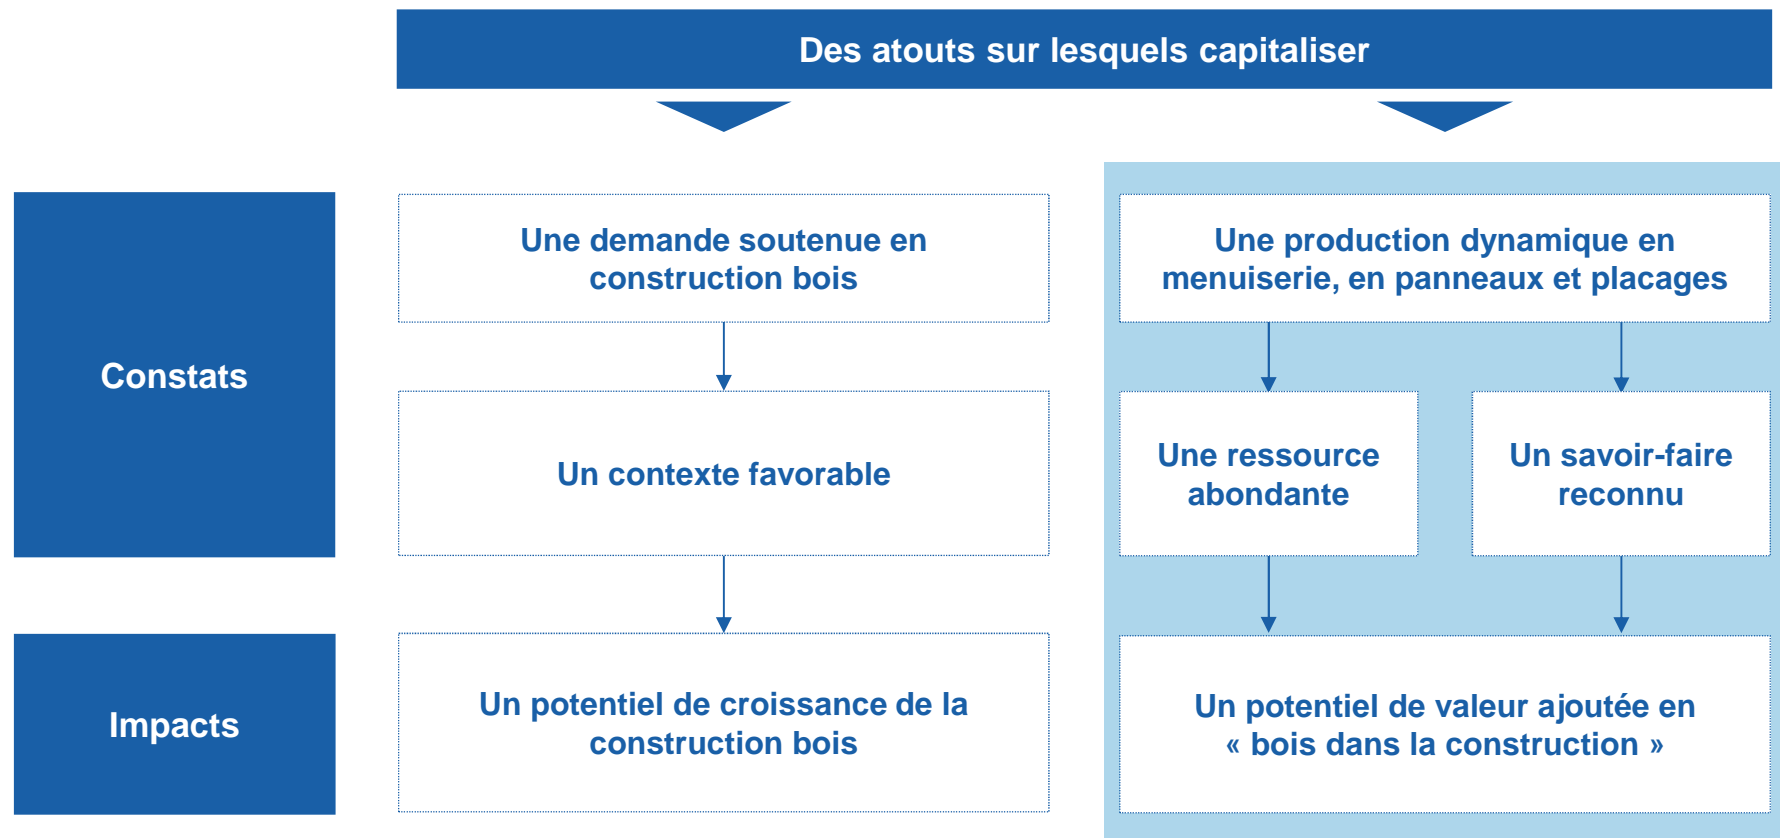 Des atouts sur lesquels capitaliser
Constats
Une demande soutenue en
construction bois
Une production dynamique en
menuiserie, en panneaux et placages
Un contexte favorable
Une ressource
abondante
Un savoir-faire
reconnu
Impacts
Un potentiel de croissance de la
construction bois
Un potentiel de valeur ajoutée en
« bois dans la construction »